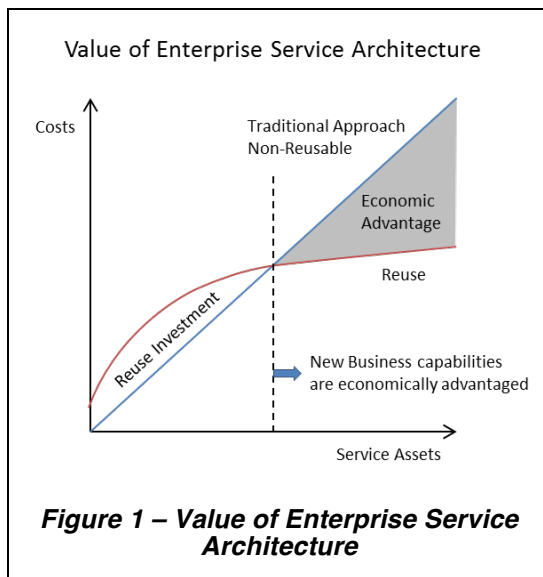 Value of Enterprise Service Architecture
Costs
Traditional Approach
Non-Reusable
Economic
Advantage
Reuse
Reuse Investment
New Business capabilities
are economically advantaged
Service Assets
Figure 1 – Value of Enterprise Service
Architecture